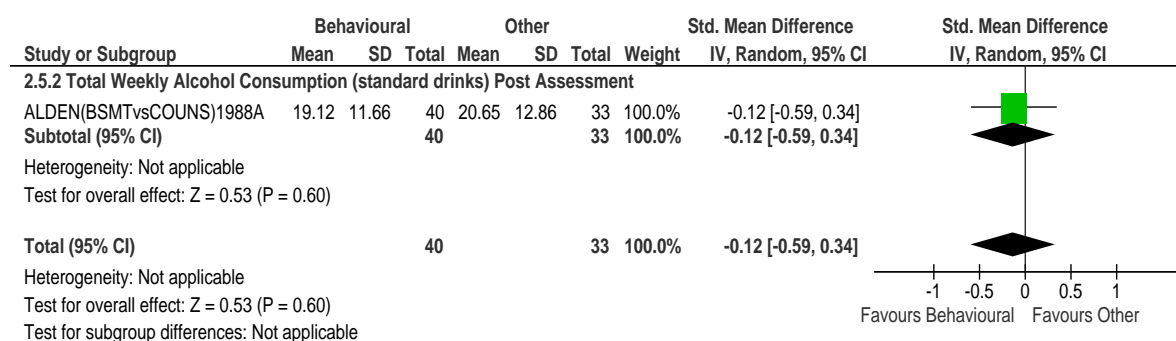 Behavioural Other Std. Mean Difference Std. Mean Difference
Study or Subgroup Mean SD Total Mean SD Total Weight IV, Random, 95% CI IV, Random, 95% CI
2.5.2 Total Weekly Alcohol Consumption (standard drinks) Post Assessment
ALDEN(BSMTvsCOUNS)1988A 19.12 11.66 40 20.65 12.86 33 100.0% -0.12 [-0.59, 0.34]
Subtotal (95% CI) 40 33 100.0% -0.12 [-0.59, 0.34]
Heterogeneity: Not applicable
Test for overall effect: Z = 0.53 (P = 0.60)
Total (95% CI) 40 33 100.0% -0.12 [-0.59, 0.34]
Heterogeneity: Not applicable
Test for overall effect: Z = 0.53 (P = 0.60)
Test for subgroup differences: Not applicable
-1 -0.5 0 0.5 1
Favours Behavioural Favours Other